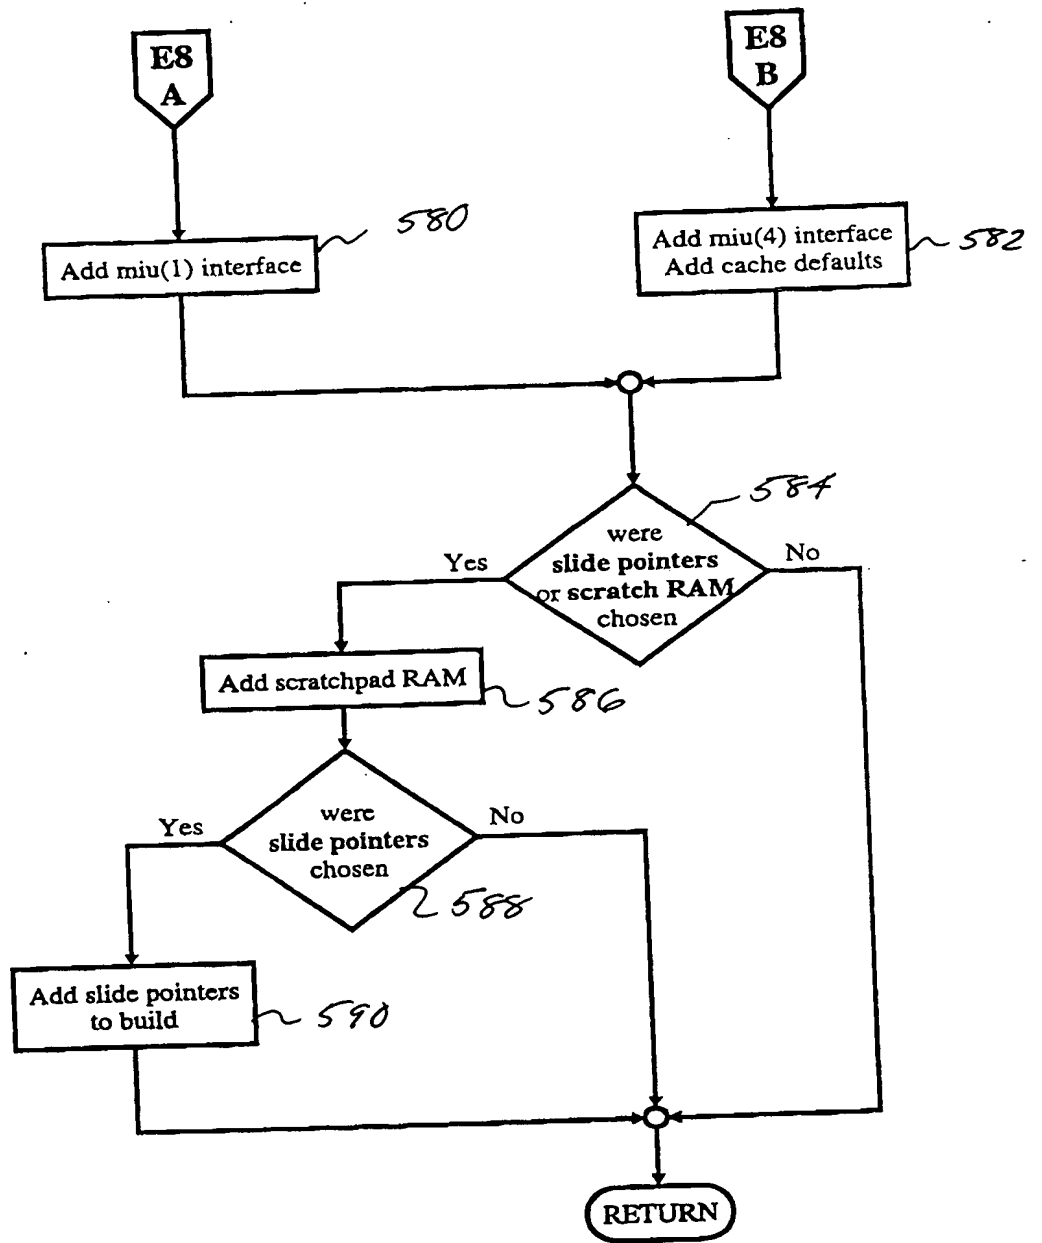 E8
A
E8
B
580
Add miu(1) interface
Add miu(4) interface
Add cache defaults
582
584
were
slide pointers
or scratch RAM
chosen
Yes
No
Add scratchpad RAM
586
were
slide pointers
chosen
Yes
No
588
Add slide pointers
to build
590
RETURN